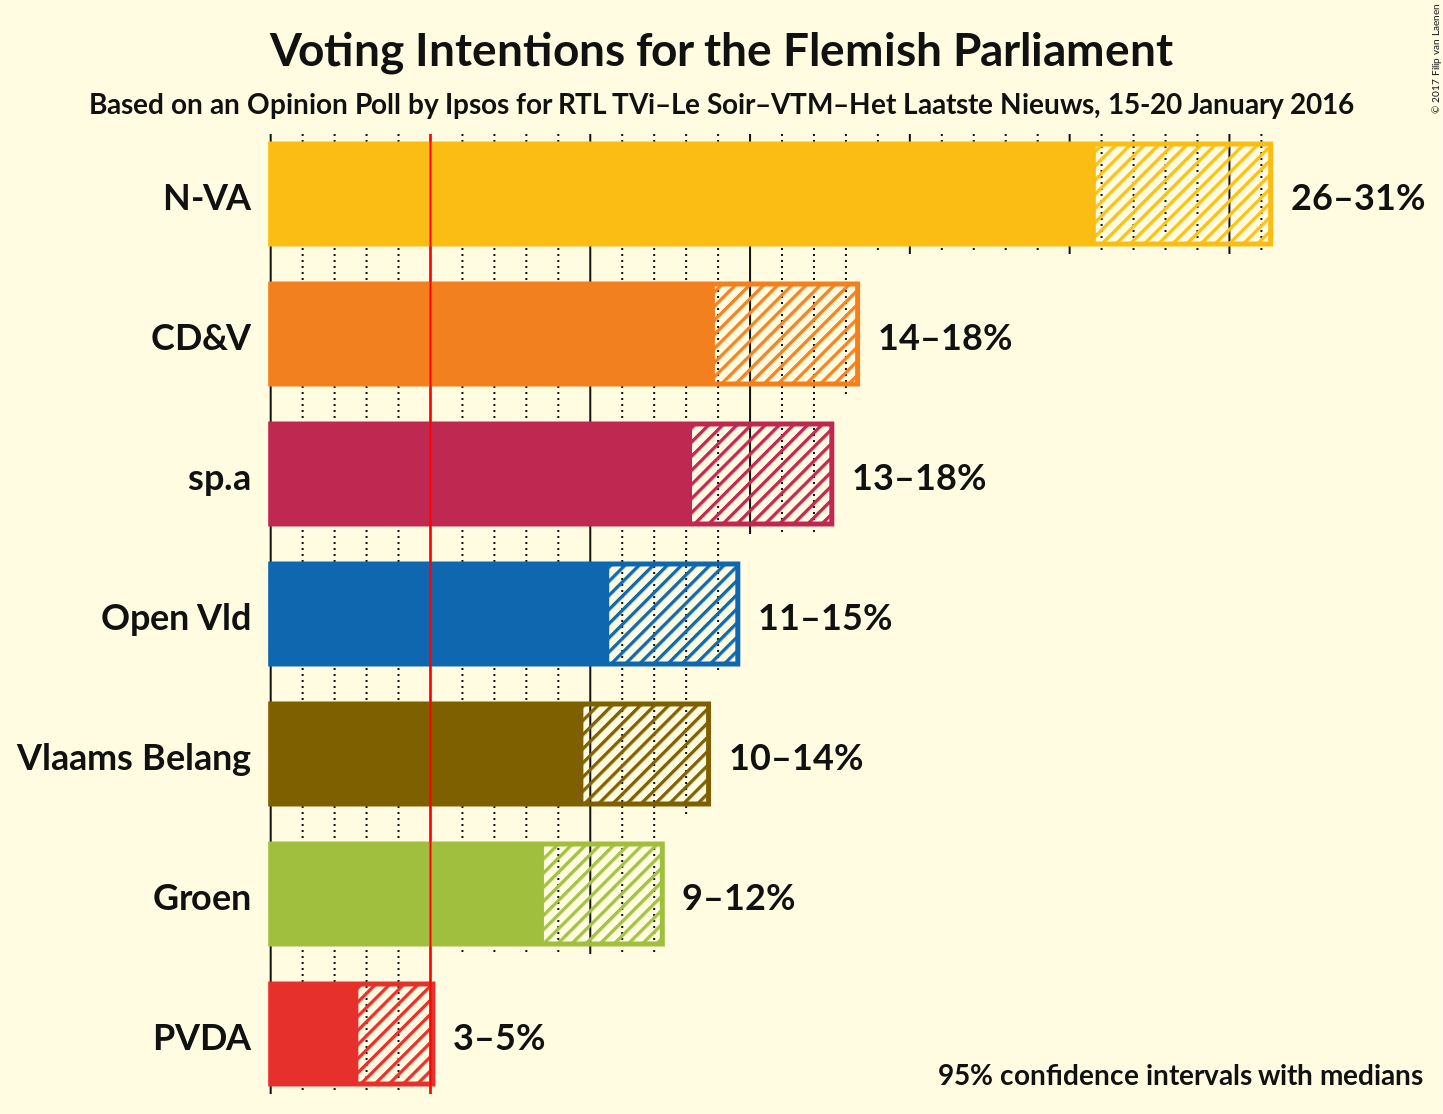 Voting Intentions for the Flemish Parliament
Based on an Opinion Poll by Ipsos for RTL TVi–Le Soir–VTM–Het Laatste Nieuws, 15-20 January 2016
© 2017 Filip van Laenen
N-VA
26–31%
CD&V
14–18%
sp.a
13–18%
Open Vld
11–15%
Vlaams Belang
10–14%
Groen
9–12%
PVDA
3–5%
95% confidence intervals with medians